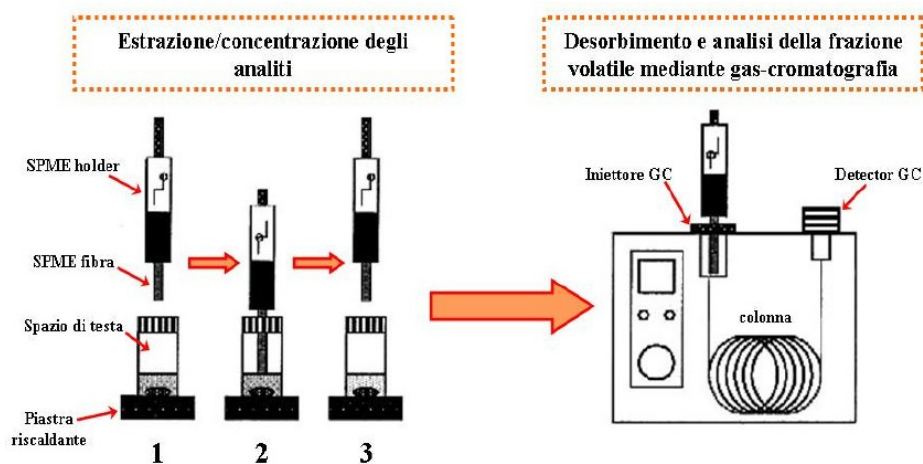 Estrazione/concentrazione degli
analiti
Desorbimento e analisi della frazione
volatile mediante gas-cromatografia
SPME holder
SPME fibra
Spazio di testa
Piastra
riscaldante
1 2 3
Iniettore GC
Detector GC
colonna